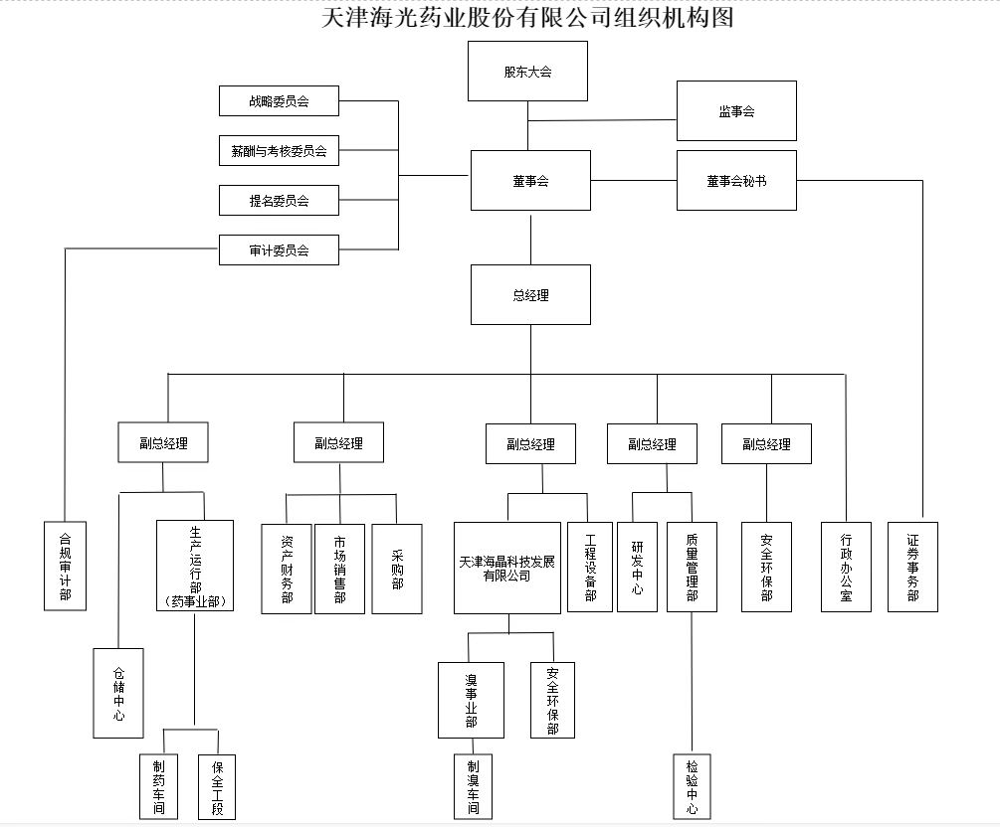 天津海光药业股份有限公司组织机构图
股东大会
战略委员会
监事会
薪酬与考核委员会
董事会
董事会秘书
提名委员会
审计委员会
总经理
副总经理
副总经理
副总经理
副总经理
副总经理
合规审计部
生产运行部
（药事业部）
资产财务部
市场销售部
采购部
天津海晶科技发展
有限公司
工程设备部
研发中心
质量管理部
安全环保部
行政办公室
证券事务部
仓储中心
溴事业部
安全环保部
制药车间
保全工段
制溴车间
检验中心